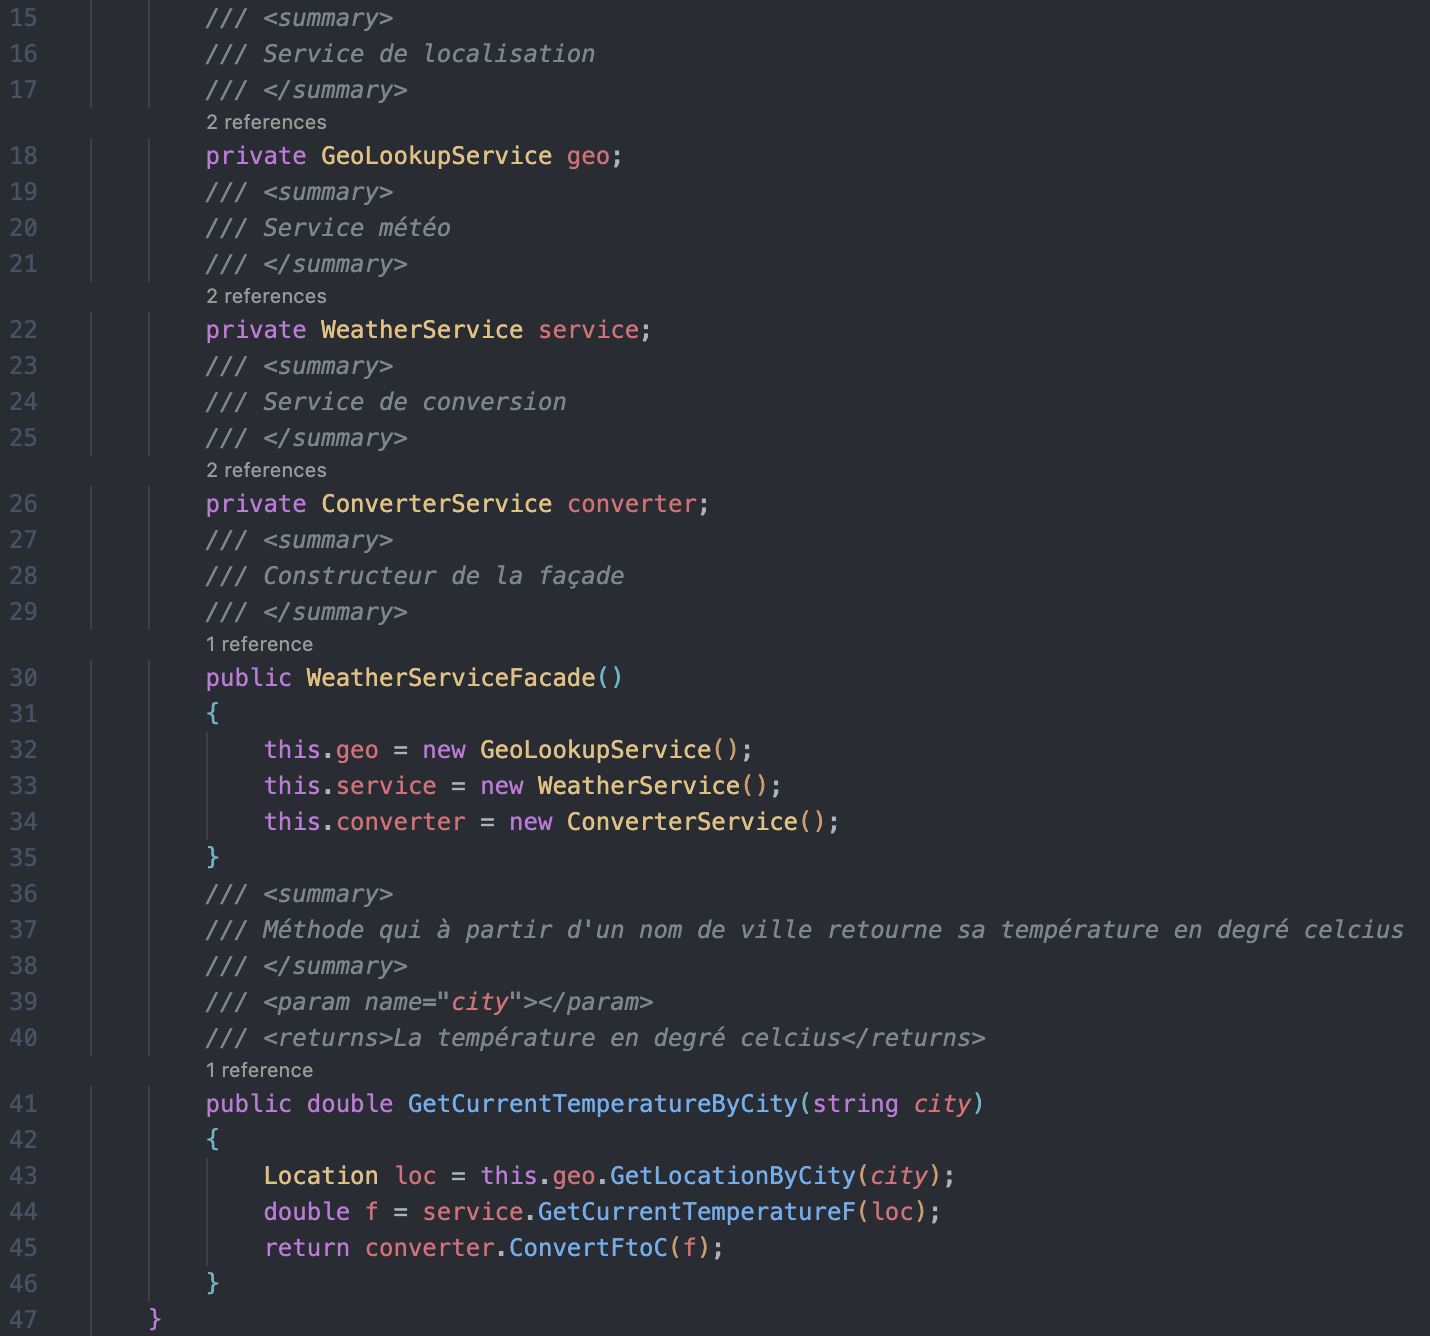 15 /// <summary>
16 /// Service de localisation
17 /// </summary>
2 references
18 private GeoLookupService geo;
19 /// <summary>
20 /// Service météo
21 /// </summary>
2 references
22 private WeatherService service;
23 /// <summary>
24 /// Service de conversion
25 /// </summary>
2 references
26 private ConverterService converter;
27 /// <summary>
28 /// Constructeur de la façade
29 /// </summary>
1 reference
30 public WeatherServiceFacade()
31 {
32 this.geo = new GeoLookupService();
33 this.service = new WeatherService();
34 this.converter = new ConverterService();
35 }
36 /// <summary>
37 /// Méthode qui à partir d'un nom de ville retourne sa température en degré celcius
38 /// </summary>
39 /// <param name="city"></param>
40 /// <returns>La température en degré celcius</returns>
1 reference
41 public double GetCurrentTemperatureByCity(string city)
42 {
43 Location loc = this.geo.GetLocationByCity(city);
44 double f = service.GetCurrentTemperatureF(loc);
45 return converter.ConvertFtoC(f);
46 }
47 }